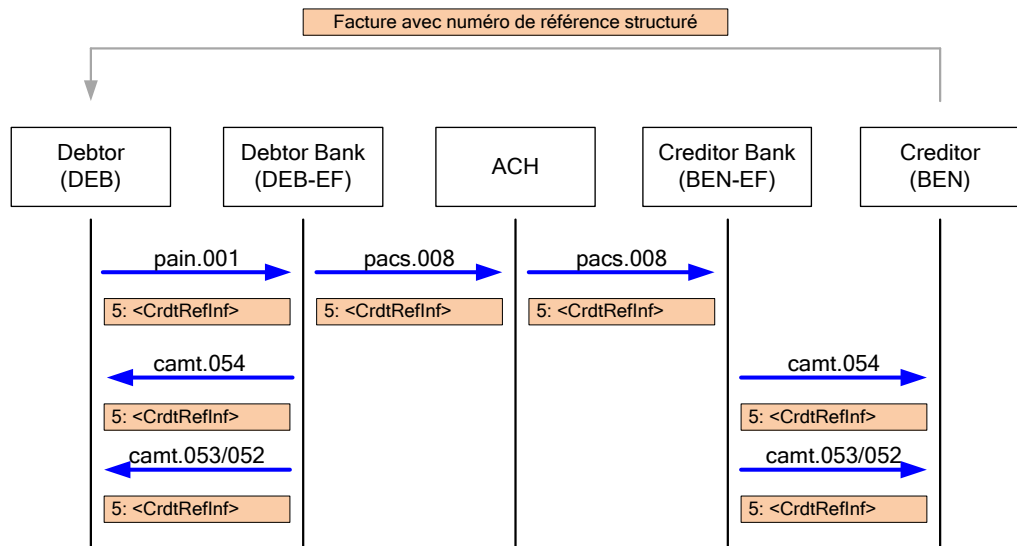 Facture avec numéro de référence structuré
Debtor
(DEB)
Debtor Bank
(DEB-EF)
ACH
Creditor Bank
(BEN-EF)
Creditor
(BEN)
pain.001
pacs.008
pacs.008
5: <CrdtRefInf>
5: <CrdtRefInf>
5: <CrdtRefInf>
camt.054
camt.054
5: <CrdtRefInf>
5: <CrdtRefInf>
camt.053/052
camt.053/052
5: <CrdtRefInf>
5: <CrdtRefInf>